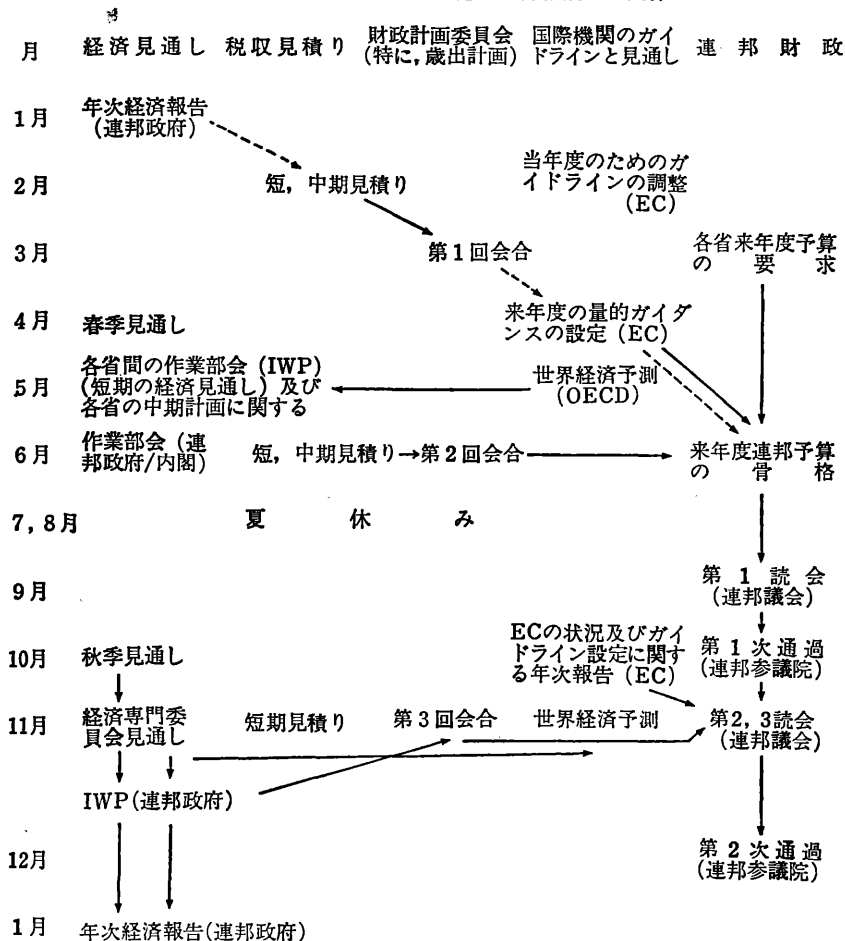 月 経済見通し 税収見積り 財政計画委員会(特に,歳出計画) 国際機関のガイドラインと見通し 連邦財政
1月 年次経済報告
(連邦政府)
2月 短,中期見積り 当年度のためのガ
イドラインの調整
(EC)
3月 第1回会合 各省来年度予算
の要求
4月 春季見通し 来年度の量的ガイダ
ンスの設定(EC)
5月 各省間の作業部会(IWP)
(短期の経済見通し)及び
各省の中期計画に関する
世界経済予測
(OECD)
6月 作業部会(連
邦政府/内閣)
短,中期見積り→第2回会合 来年度連邦予算
の骨格
7,8月 夏休み
9月 第1読会
(連邦議会)
10月 秋季見通し ECの状況及びガイ
ドライン設定に関す
る年次報告(EC)
第1次通過
(連邦参議院)
11月 経済専門委
員会見通し
短期見積り 第3回会合 世界経済予測 第2,3読会
(連邦議会)
IWP(連邦政府)
12月 第2次通過
(連邦参議院)
1月 年次経済報告(連邦政府)